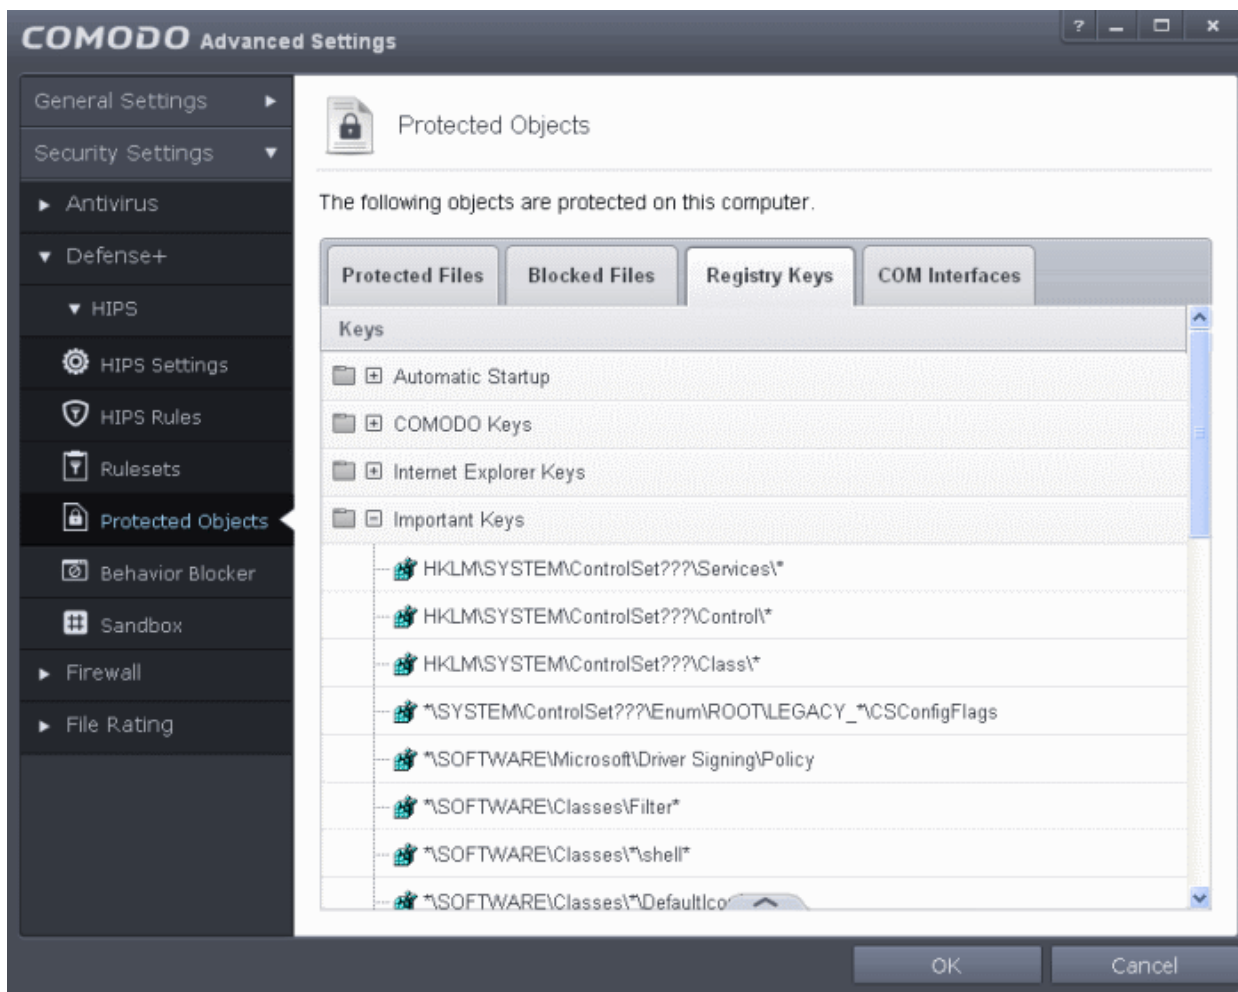 COMODO Advanced Settings
?
General Settings
Security Settings
Antivirus
Defense+
HIPS
HIPS Settings
HIPS Rules
Rulesets
Protected Objects
Behavior Blocker
Sandbox
Firewall
File Rating
Protected Objects
The following objects are protected on this computer.
Protected Files Blocked Files Registry Keys COM Interfaces
Keys
Automatic Startup
COMODO Keys
Internet Explorer Keys
Important Keys
HKLM\SYSTEM\ControlSet???\Services\*
HKLM\SYSTEM\ControlSet???\Control\*
HKLM\SYSTEM\ControlSet???\Class\*
*\SYSTEM\ControlSet???\Enum\ROOT\LEGACY_*\CSConfigFlags
*\SOFTWARE\Microsoft\Driver Signing\Policy
*\SOFTWARE\Classes\Filter*
*\SOFTWARE\Classes\*\shell*
*\SOFTWARE\Classes\*\DefaultIco
OK Cancel